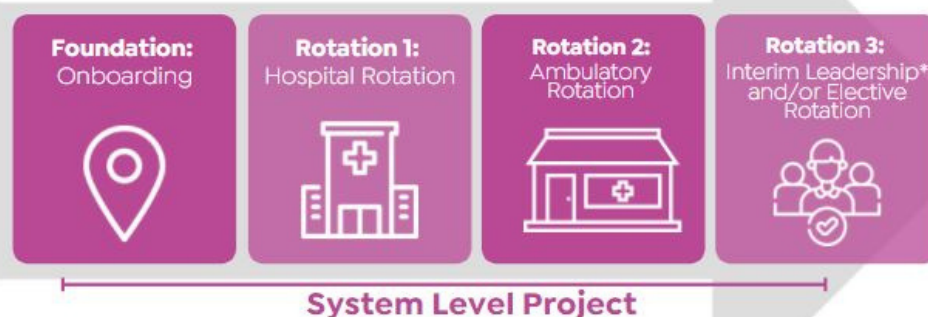 Foundation:
Onboarding
Rotation 1:
Hospital Rotation
Rotation 2:
Ambulatory
Rotation
Rotation 3:
Interim Leadership*
and/or Elective
Rotation
System Level Project